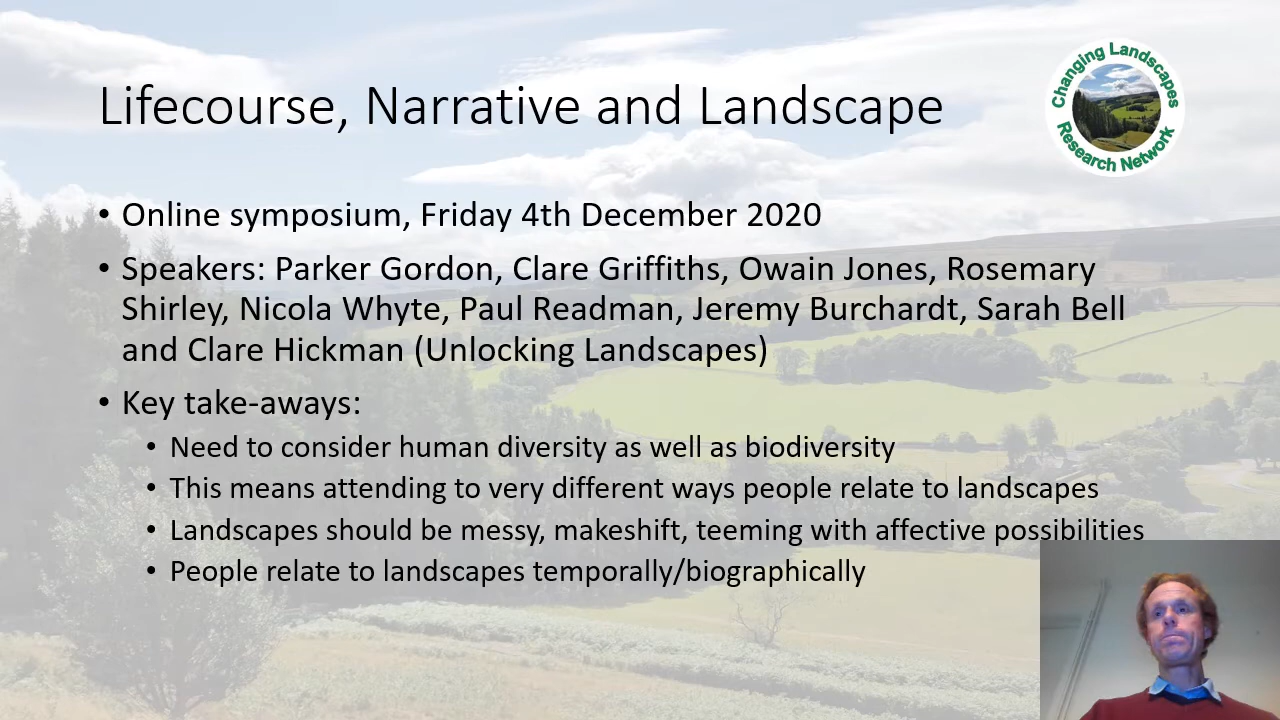 Lifecourse, Narrative and Landscape
Changing Landscapes
Research Network
• Online symposium, Friday 4th December 2020
• Speakers: Parker Gordon, Clare Griffiths, Owain Jones, Rosemary
Shirley, Nicola Whyte, Paul Readman, Jeremy Burchardt, Sarah Bell
and Clare Hickman (Unlocking Landscapes)
• Key take-aways:
• Need to consider human diversity as well as biodiversity
• This means attending to very different ways people relate to landscapes
• Landscapes should be messy, makeshift, teeming with affective possibilities
• People relate to landscapes temporally/biographically